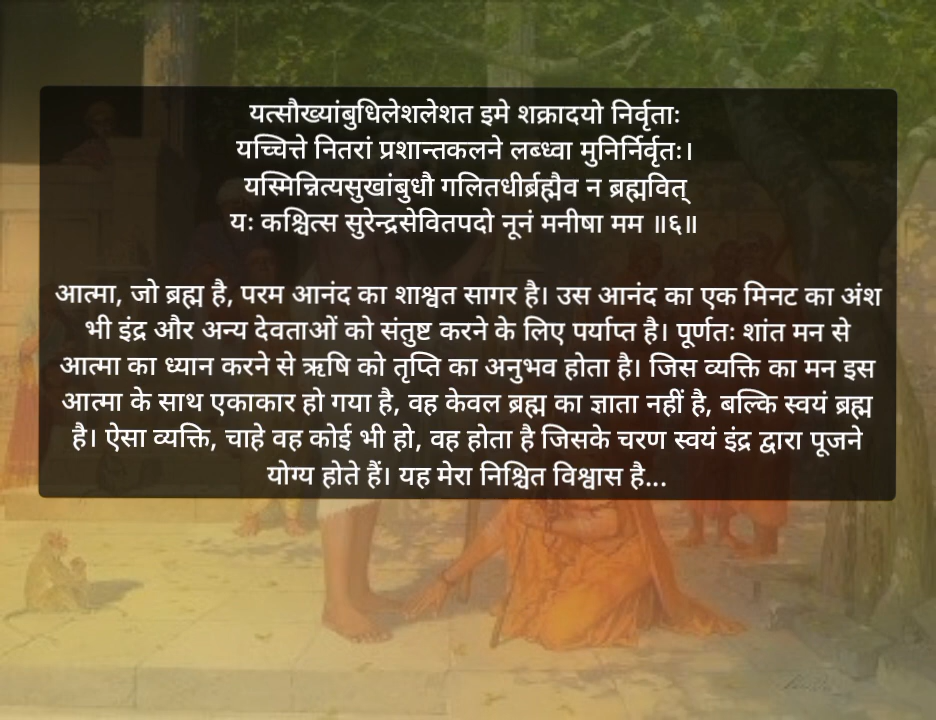 यत्सौख्यांबुधिलेशलेशत इमे शक्रादयो निर्वृताः
यच्चित्ते नितरां प्रशान्तकलने लब्ध्वा मुनिर्निर्वृतः।
यस्मिन्नित्यसुखांबुधौ गलितधीर्ब्रह्मैव न ब्रह्मवित्
यः कश्चित्स सुरेन्द्रसेवितपदो नूनं मनीषा मम ॥६॥
आत्मा, जो ब्रह्म है, परम आनंद का शाश्वत सागर है। उस आनंद का एक मिनट का अंश
भी इंद्र और अन्य देवताओं को संतुष्ट करने के लिए पर्याप्त है। पूर्णतः शांत मन से
आत्मा का ध्यान करने से ऋषि को तृप्ति का अनुभव होता है। जिस व्यक्ति का मन इस
आत्मा के साथ एकाकार हो गया है, वह केवल ब्रह्म का ज्ञाता नहीं है, बल्कि स्वयं ब्रह्म
है। ऐसा व्यक्ति, चाहे वह कोई भी हो, वह होता है जिसके चरण स्वयं इंद्र द्वारा पूजने
योग्य होते हैं। यह मेरा निश्चित विश्वास है...